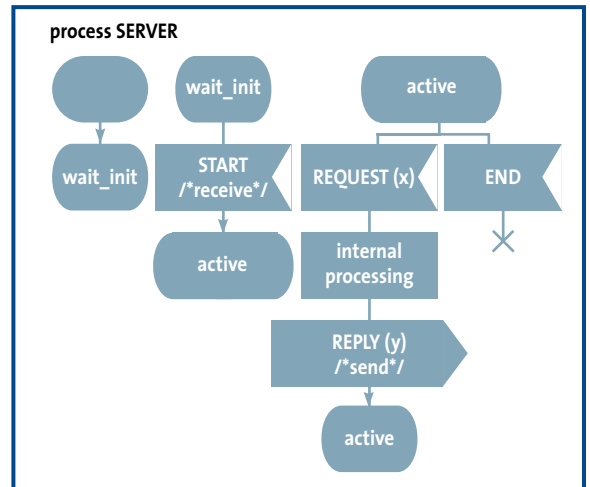 process SERVER
wait_init
active
wait_init
START
/*receive*/
REQUEST (x)
END
active
internal
processing
REPLY (y)
/*send*/
active